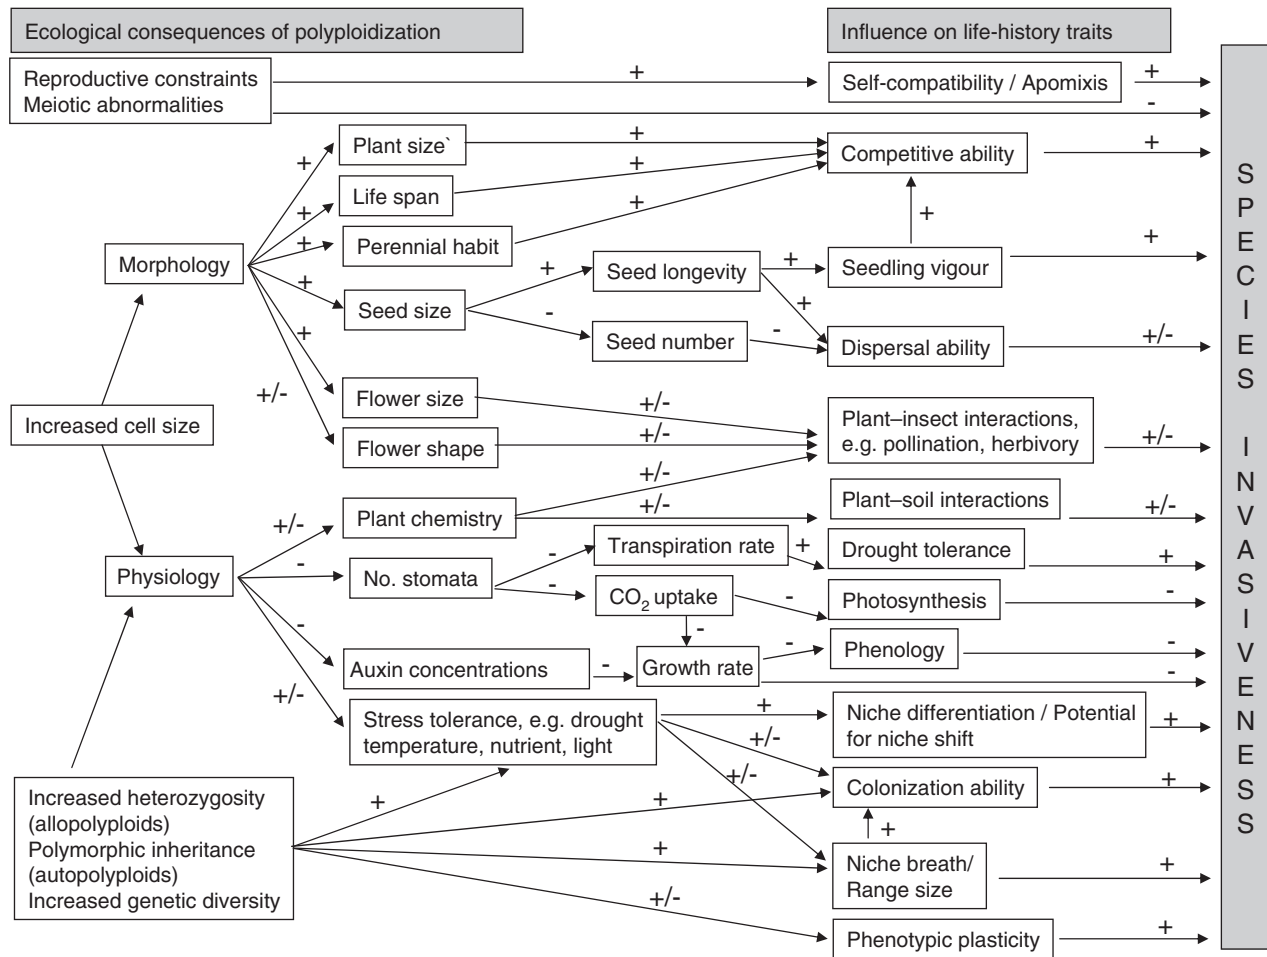 Ecological consequences of polyploidization
Influence on life-history traits
Reproductive constraints
Meiotic abnormalities
+
Self-compatibility / Apomixis
+
-
Plant size`
+
+
Competitive ability
+
Life span
+
+
Perennial habit
+
+
Morphology
Seed size
+
+
Seed longevity
+
Seedling vigour
+
+
-
Seed number
-
+
Dispersal ability
+/-
+
Flower size
+/-
+/-
Flower shape
+/-
Plant–insect interactions,
e.g. pollination, herbivory
+/-
Increased cell size
Physiology
+/-
Plant chemistry
+/-
+/-
Plant–soil interactions
+/-
-
No. stomata
-
Transpiration rate
+
Drought tolerance
+
-
CO2 uptake
-
Photosynthesis
-
-
-
Auxin concentrations
-
Growth rate
-
Phenology
-
-
+/-
Stress tolerance, e.g. drought
temperature, nutrient, light
+
Niche differentiation / Potential
for niche shift
+
+/-
+/-
Increased heterozygosity
(allopolyploids)
Polymorphic inheritance
(autopolyploids)
Increased genetic diversity
+
+
Colonization ability
+
+
+
Niche breath/
Range size
+
+/-
Phenotypic plasticity
+
SPECIES INVASIVENESS